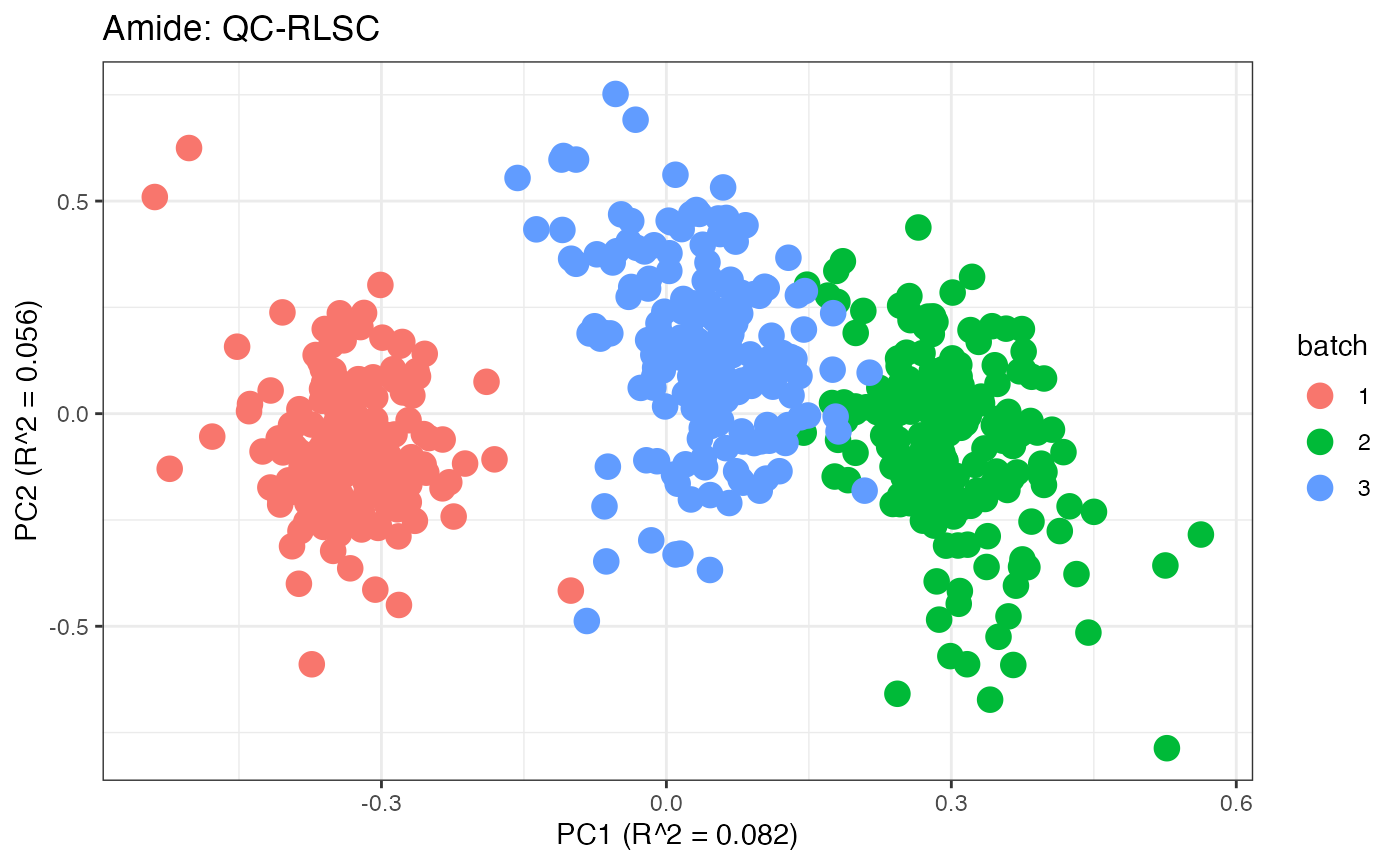 Amide: QC-RLSC
PC2 (R^2 = 0.056)
0.5
0.0
-0.5
-0.3
0.0
0.3
0.6
PC1 (R^2 = 0.082)
batch
1
2
3